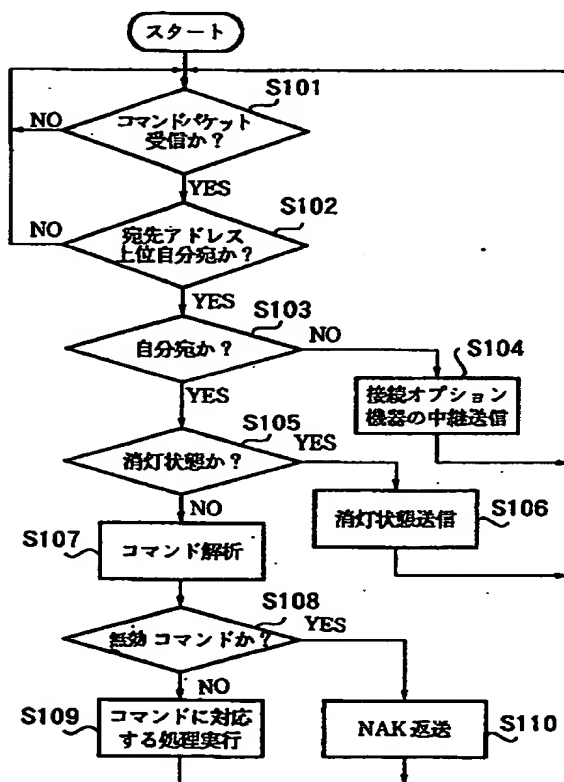 スタート
S101
コマンドパケット
受信か?
NO
YES
S102
宛先アドレス
上位自分宛か?
NO
YES
S103
自分宛か?
NO
YES
S104
接続オプション
機器の中継送信
S105
消灯状態か?
YES
NO
S106
消灯状態送信
S107
コマンド解析
S108
無効コマンドか?
YES
NO
S109
コマンドに対応
する処理実行
NAK返送
S110